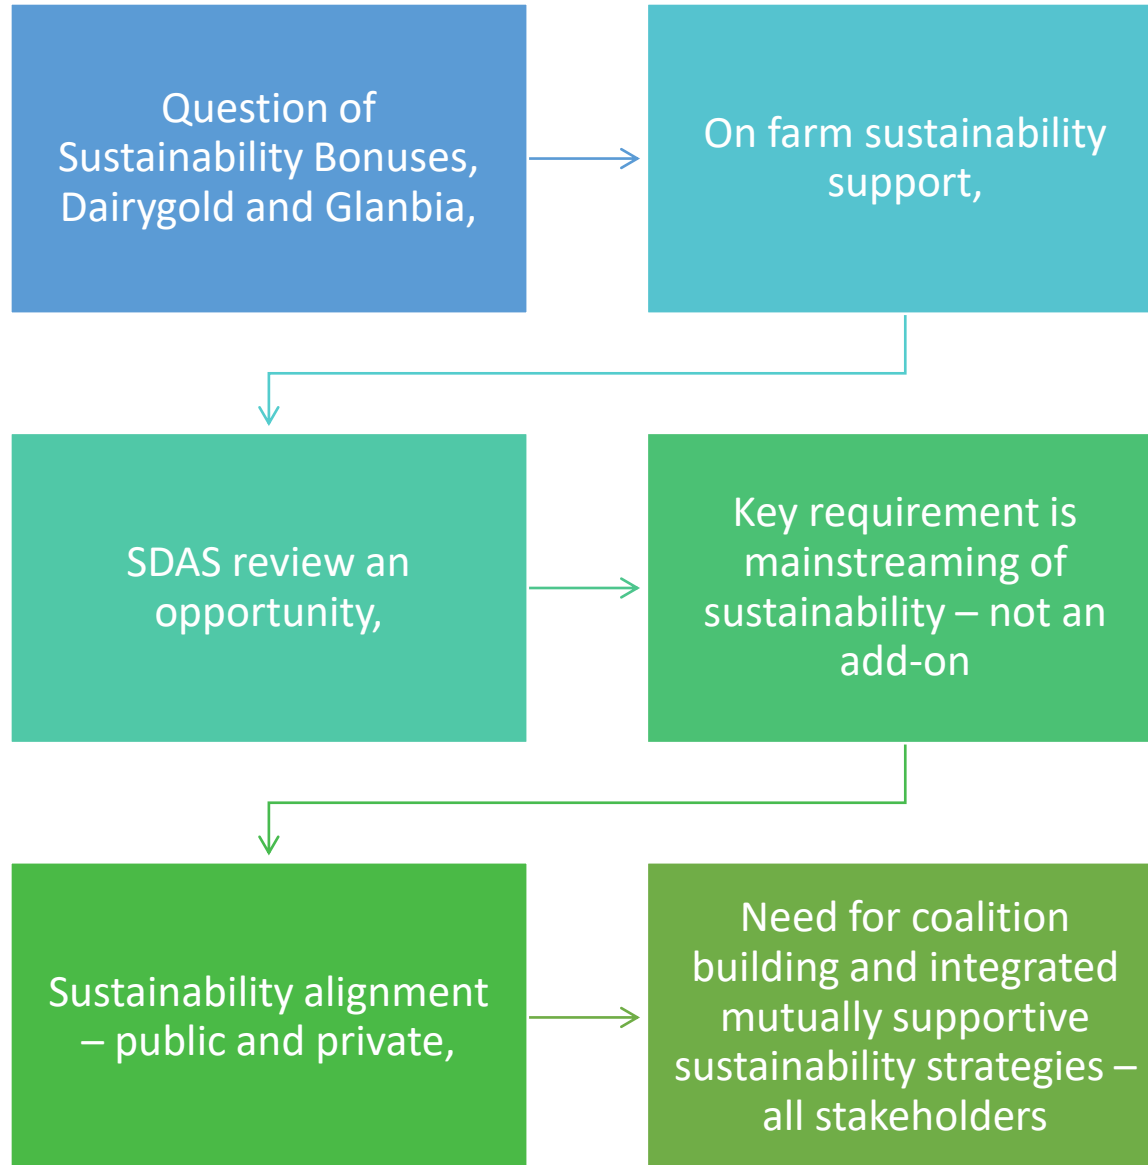 Question of
Sustainability Bonuses,
Dairygold and Glanbia,
On farm sustainability
support,
SDAS review an
opportunity,
Key requirement is
mainstreaming of
sustainability – not an
add-on
Sustainability alignment
– public and private,
Need for coalition
building and integrated
mutually supportive
sustainability strategies –
all stakeholders